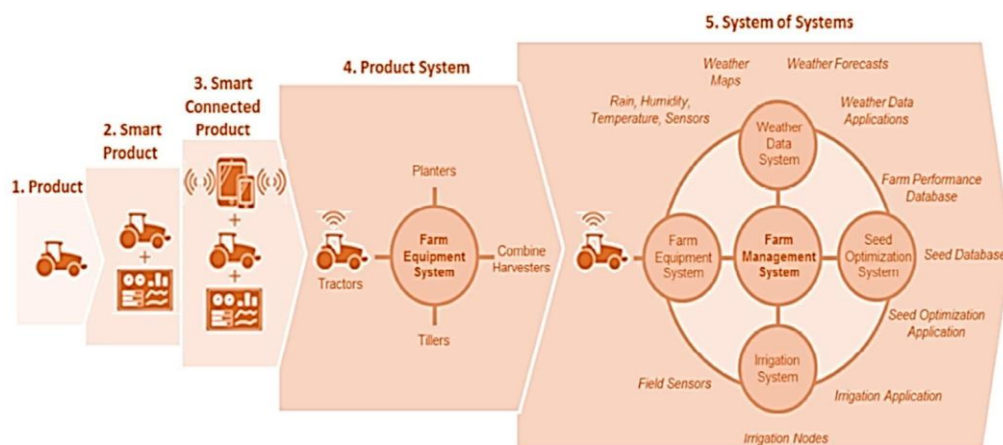 1. Product
2. Smart
Product
3. Smart
Connected
Product
4. Product System
Planters
Tractors
Farm
Equipment
System
Combine
Harvesters
Tillers
5. System of Systems
Weather
Maps
Weather Forecasts
Rain, Humidity,
Temperature, Sensors
Weather Data
Applications
Weather
Data
System
Farm Performance
Database
Farm
Equipment
System
Farm
Management
System
Seed
Optimization
System
Seed Database
Seed Optimization
Application
Irrigation
System
Field Sensors
Irrigation Application
Irrigation Nodes